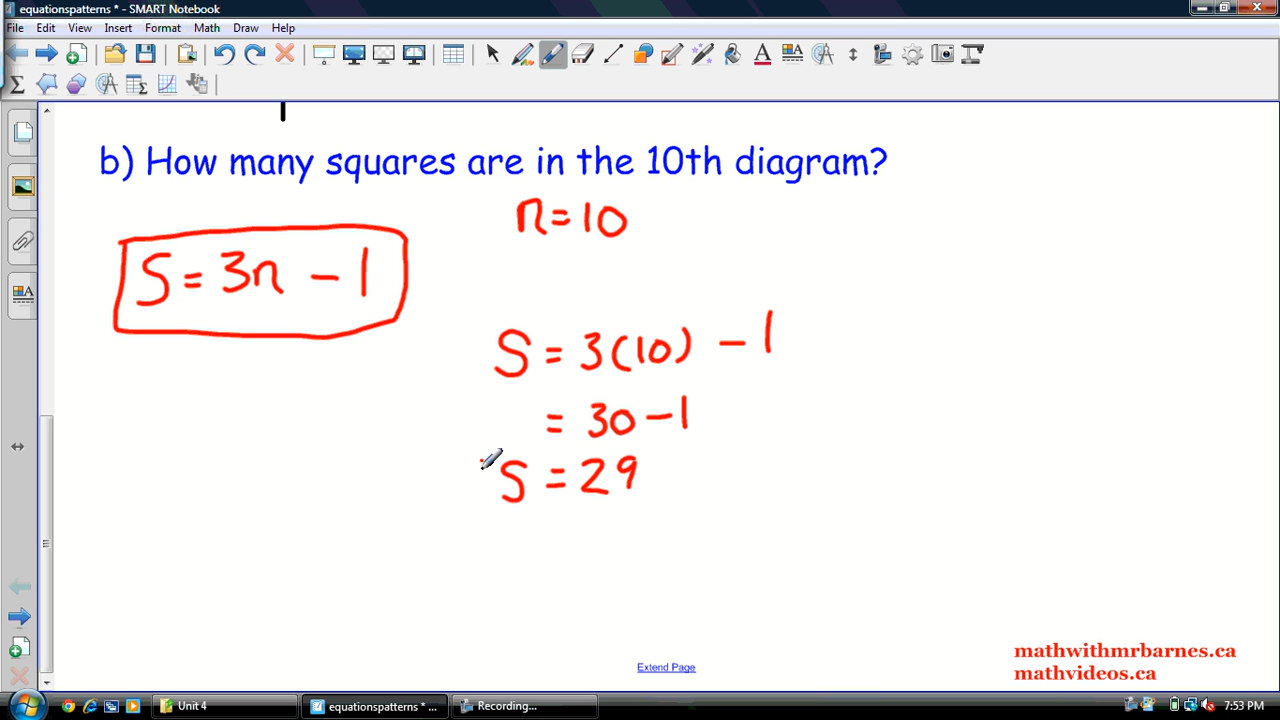 equationspatterns * - SMART Notebook
File Edit View Insert Format Math Draw Help
b) How many squares are in the 10th diagram?
n = 10
S = 3n - 1
S = 3(10) - 1
= 30 - 1
S = 29
mathwithmrbarnes.ca
mathvideos.ca
Extend Page
Unit 4
equationspatterns * ...
Recording...
7:53 PM